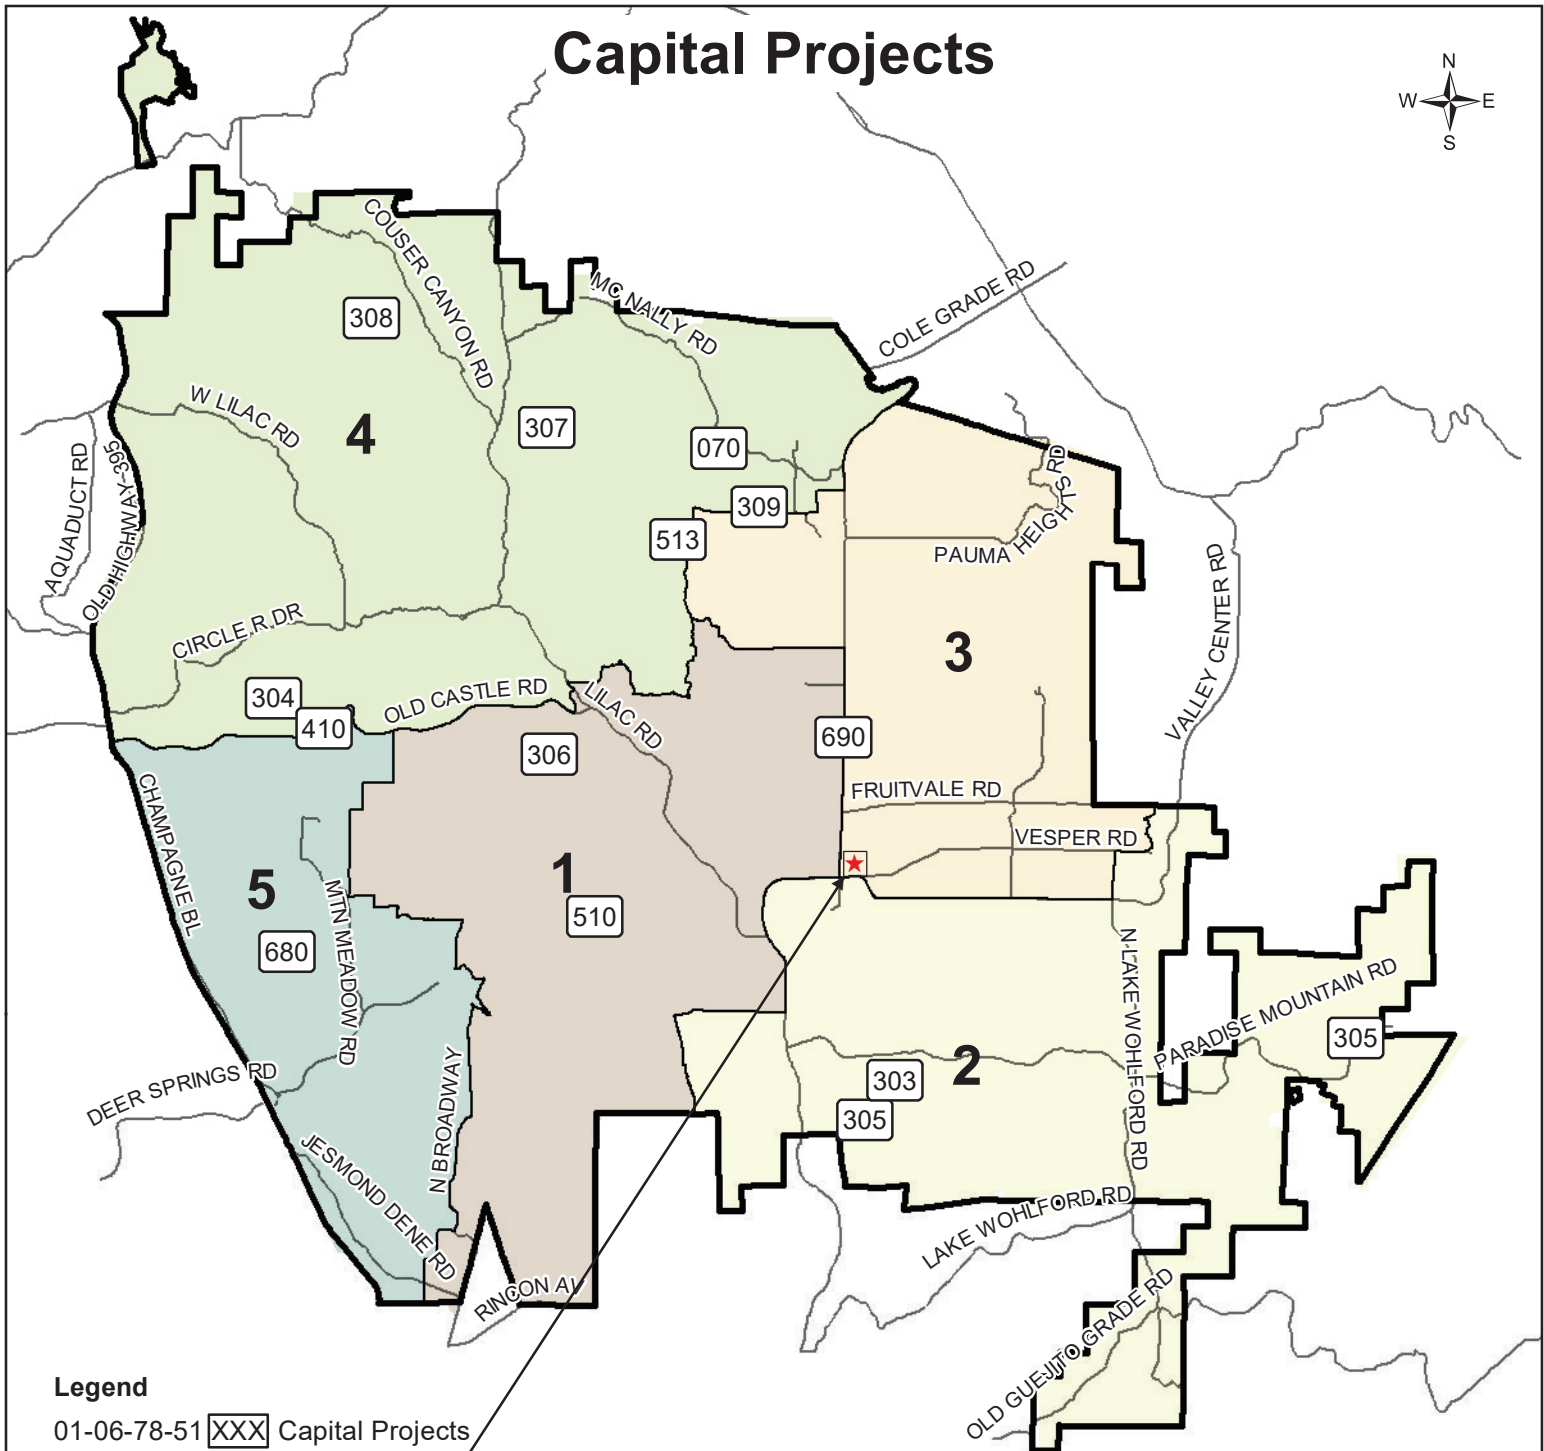 Capital Projects
N
W E
S
COUSER CANYON RD
MC NALLY RD
COLE GRADE RD
308
W LILAC RD
4
307
070
AQUADUCT RD
OLD HIGHWAY 395
309
513
PAUMA HEIGHTS RD
VALLEY CENTER RD
CIRCLE R DR
3
304
OLD CASTLE RD
LILAC RD
410
306
690
CHAMPAGNE BL
FRUITVALE RD
VESPER RD
5
1
510
MTN MEADOW RD
680
N LAKE WOHLFORD RD
PARADISE MOUNTAIN RD
305
2
303
305
DEER SPRINGS RD
N BROADWAY
JESMOND DENE RD
LAKE WOHLFORD RD
RINCON AV
OLD GUEJITO GRADE RD
Legend
01-06-78-51 XXX Capital Projects